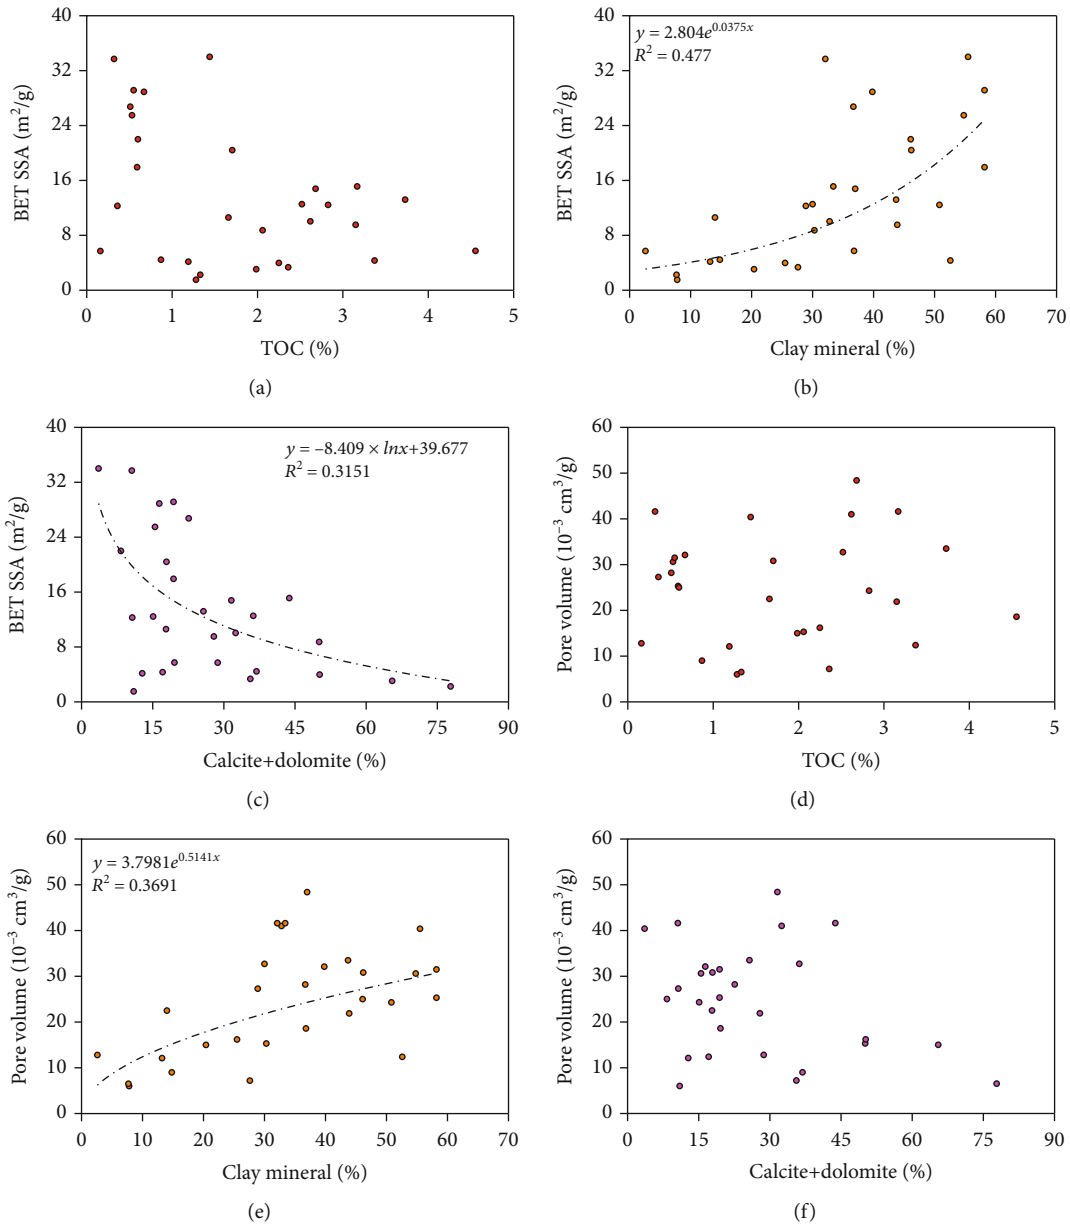 40
32
24
16
8
0
BET SSA (m²/g)
0 1 2 3 4 5
TOC (%)
(a)
y = 2.804e^0.0375x
R² = 0.477
40
32
24
16
8
0
BET SSA (m²/g)
0 10 20 30 40 50 60 70
Clay mineral (%)
(b)
y = –8.409 × lnx+39.677
R² = 0.3151
40
32
24
16
8
0
BET SSA (m²/g)
0 15 30 45 60 75 90
Calcite+dolomite (%)
(c)
60
50
40
30
20
10
0
Pore volume (10⁻³ cm³/g)
0 1 2 3 4 5
TOC (%)
(d)
y = 3.7981e^0.5141x
R² = 0.3691
60
50
40
30
20
10
0
Pore volume (10⁻³ cm³/g)
0 10 20 30 40 50 60 70
Clay mineral (%)
(e)
60
50
40
30
20
10
0
Pore volume (10⁻³ cm³/g)
0 15 30 45 60 75 90
Calcite+dolomite (%)
(f)